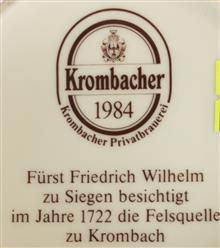 Krombacher
1984
Krombacher Privatbrauerei
Fürst Friedrich Wilhelm
zu Siegen besichtigt
im Jahre 1722 die Felsquelle
zu Krombach